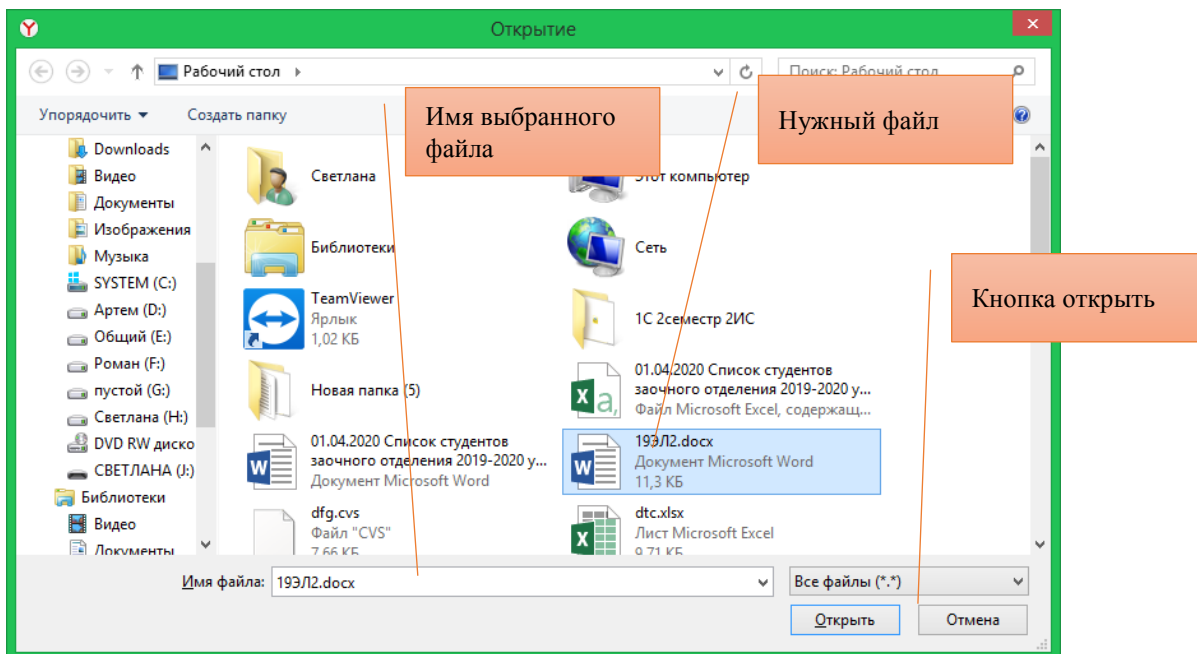 Открытие
Рабочий стол
Поиск: Рабочий стол
Упорядочить
Создать папку
Имя выбранного
файла
Нужный файл
Кнопка открыть
Downloads
Видео
Документы
Изображения
Музыка
SYSTEM (C:)
Артем (D:)
Общий (E:)
Роман (F:)
пустой (G:)
Светлана (H:)
DVD RW диско
СВЕТЛАНА (J:)
Библиотеки
Видео
Документы
Светлана
Этот компьютер
Библиотеки
Сеть
TeamViewer
Ярлык
1,02 КБ
1С 2семестр 2ИС
Новая папка (5)
01.04.2020 Список студентов
заочного отделения 2019-2020 у...
Файл Microsoft Excel, содержащ...
01.04.2020 Список студентов
заочного отделения 2019-2020 у...
Документ Microsoft Word
19ЭЛ2.docx
Документ Microsoft Word
11,3 КБ
dfg.cvs
Файл "CVS"
7,66 КБ
dtc.xlsx
Лист Microsoft Excel
9,71 КБ
Имя файла: 19ЭЛ2.docx
Все файлы (*.*)
Открыть
Отмена